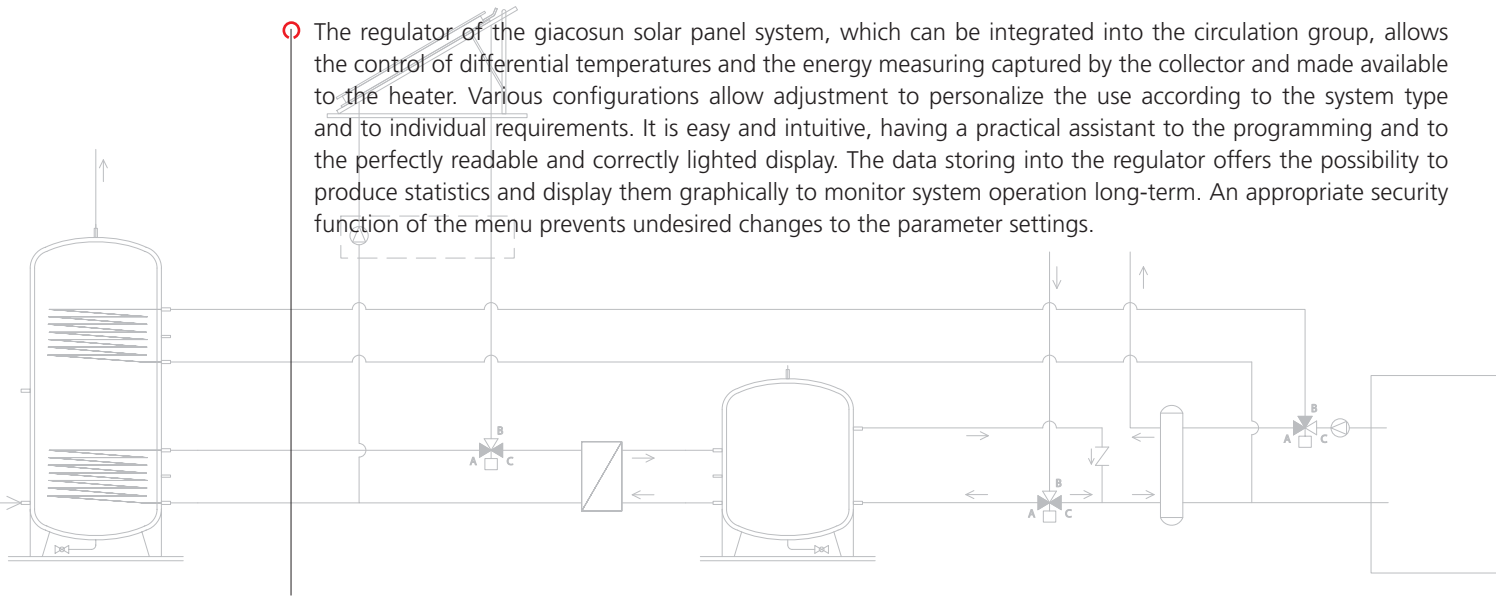 The regulator of the giacosun solar panel system, which can be integrated into the circulation group, allows
the control of differential temperatures and the energy measuring captured by the collector and made available
to the heater. Various configurations allow adjustment to personalize the use according to the system type
and to individual requirements. It is easy and intuitive, having a practical assistant to the programming and to
the perfectly readable and correctly lighted display. The data storing into the regulator offers the possibility to
produce statistics and display them graphically to monitor system operation long-term. An appropriate security
function of the menu prevents undesired changes to the parameter settings.
B
A C
B
A C
B
A C